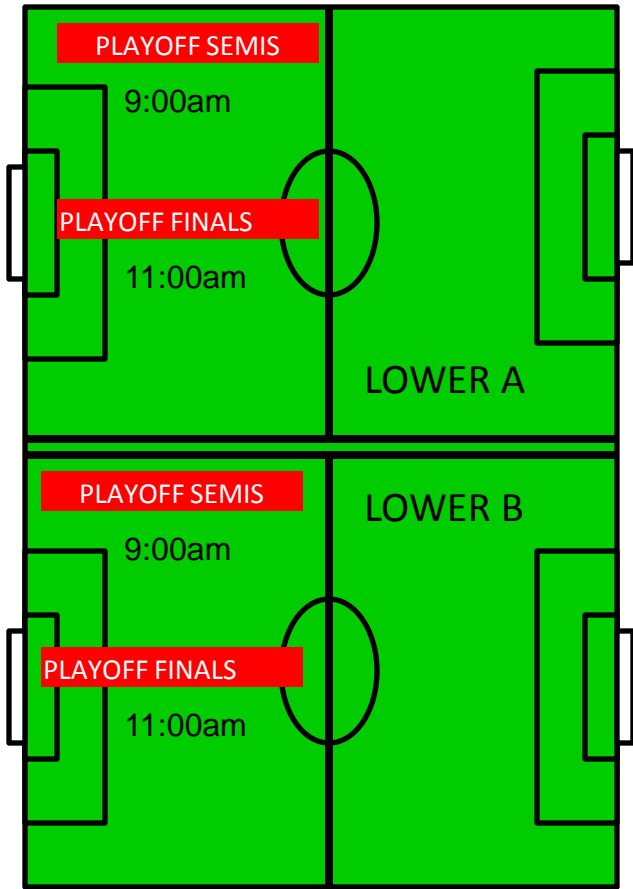 PLAYOFF SEMIS
9:00am
PLAYOFF FINALS
11:00am
LOWER A
PLAYOFF SEMIS
LOWER B
9:00am
PLAYOFF FINALS
11:00am